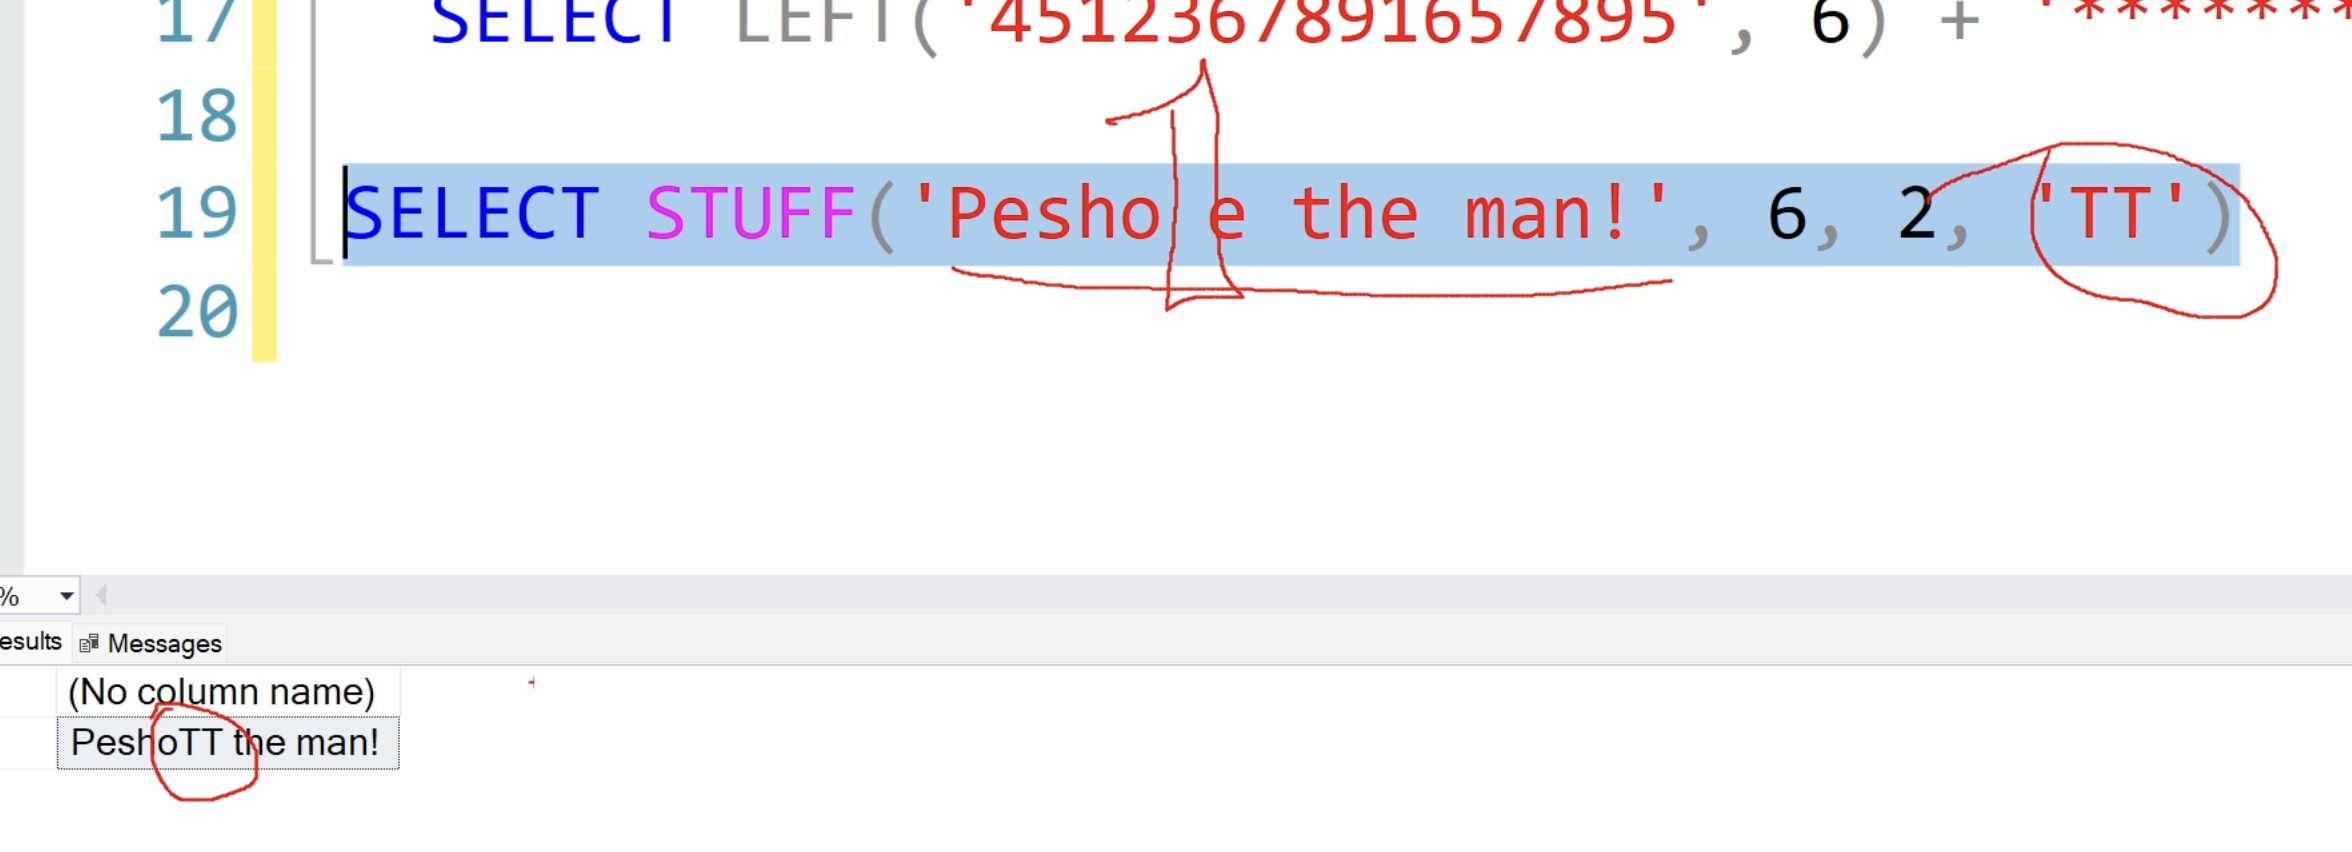 17 SELECT LEFT('4512367891657895', 6) + '*******
18
19 SELECT STUFF('Pesho e the man!', 6, 2, 'TT')
20
%
esults Messages
(No column name)
PeshoTT the man!